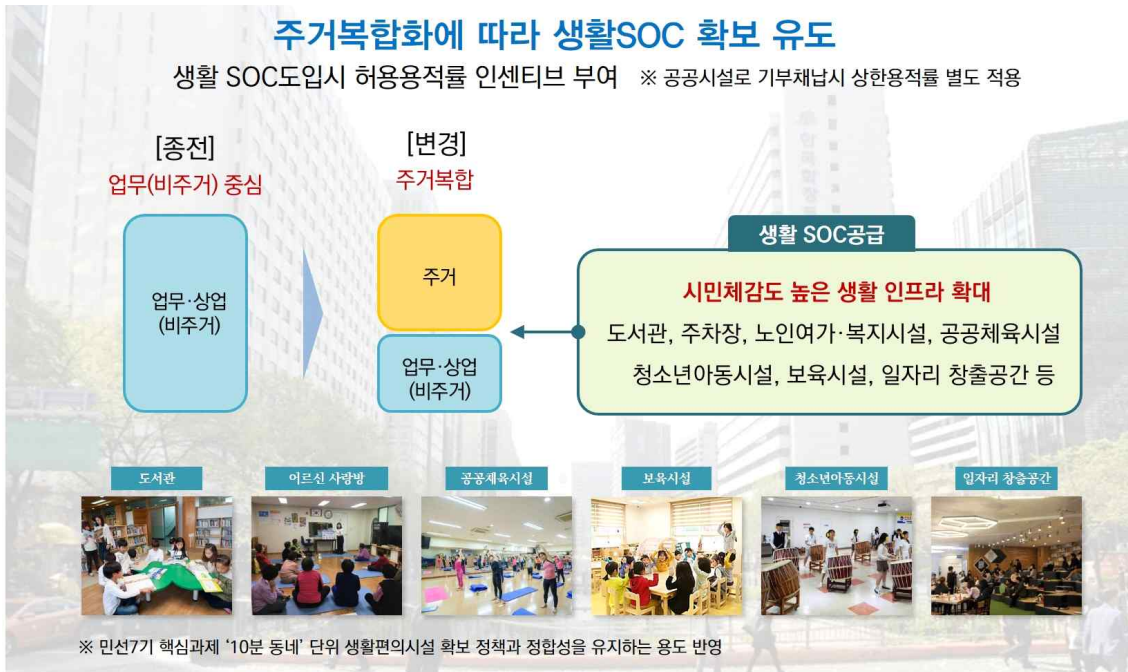 주거복합화에 따라 생활SOC 확보 유도
생활 SOC도입시 허용용적률 인센티브 부여 ※ 공공시설로 기부채납시 상한용적률 별도 적용
[종전]
업무(비주거) 중심
업무·상업
(비주거)
[변경]
주거복합
주거
업무·상업
(비주거)
생활 SOC공급
시민체감도 높은 생활 인프라 확대
도서관, 주차장, 노인여가·복지시설, 공공체육시설
청소년아동시설, 보육시설, 일자리 창출공간 등
도서관
어르신 사랑방
공공체육시설
보육시설
청소년아동시설
일자리 창출공간
※ 민선7기 핵심과제 ‘10분 동네’ 단위 생활편의시설 확보 정책과 정합성을 유지하는 용도 반영